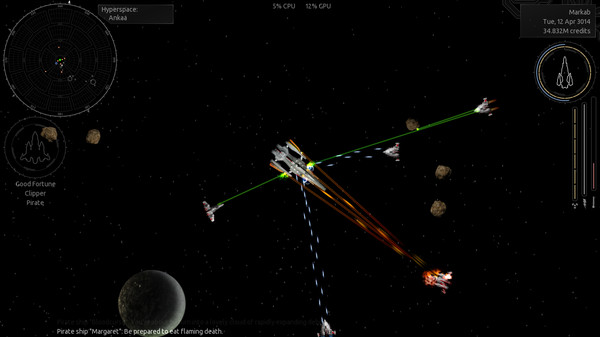 Hyperspace:
Ankaa
5% CPU 12% GPU
Markab
Tue, 12 Apr 3014
34.832M credits
Good Fortune
Clipper
Pirate
Pirate ship "Margaret": Be prepared to eat flaming death.